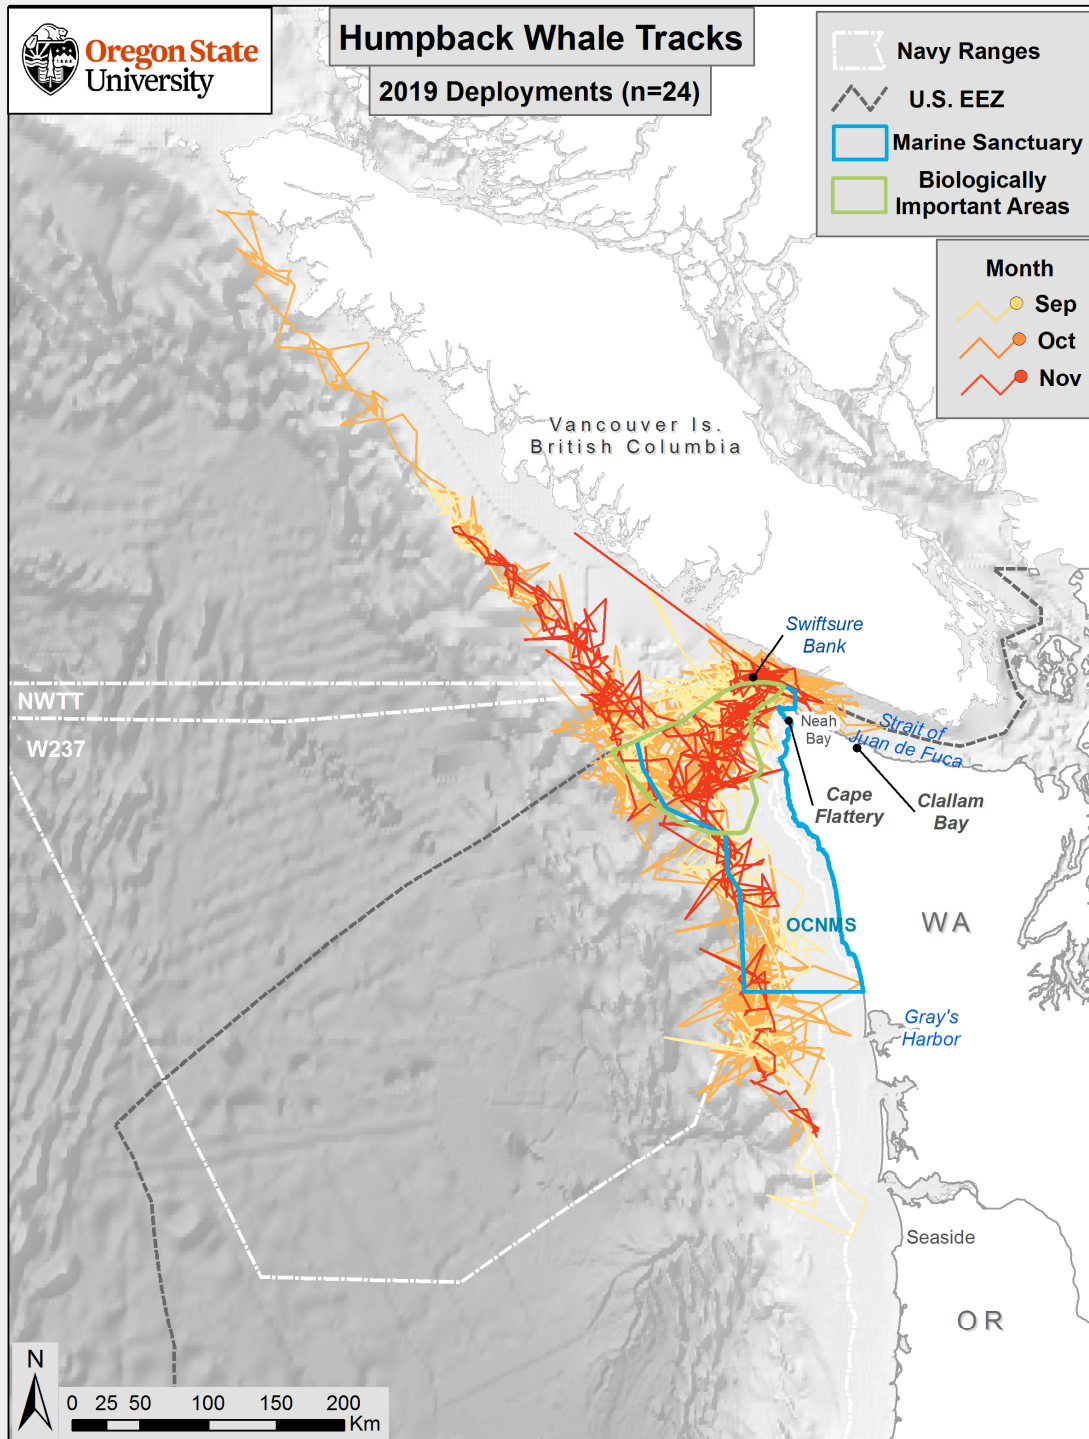 Oregon State
University
Humpback Whale Tracks
2019 Deployments (n=24)
Navy Ranges
U.S. EEZ
Marine Sanctuary
Biologically
Important Areas
Month
Sep
Oct
Nov
Vancouver Is.
British Columbia
Swiftsure
Bank
NWTT
W237
Neah
Bay
Strait of
Juan de Fuca
Cape
Flattery
Clallam
Bay
OCNMS
WA
Gray's
Harbor
Seaside
OR
N
0 25 50 100 150 200
Km